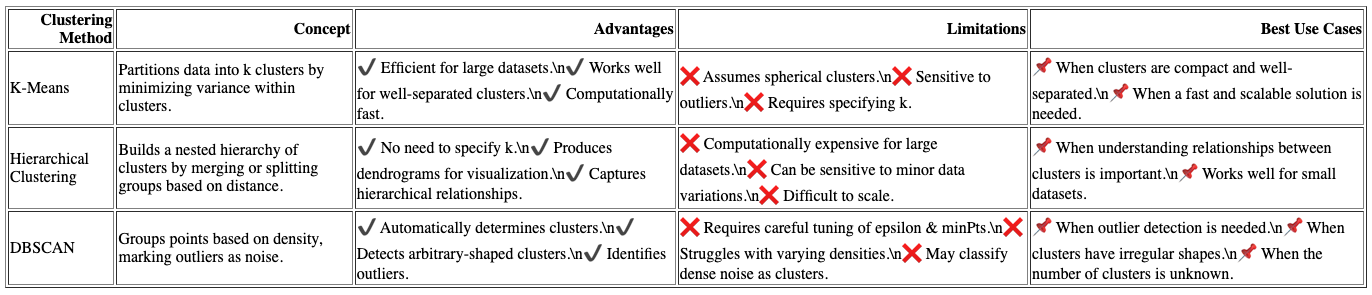 Clustering Method
Concept
Advantages
Limitations
Best Use Cases
K-Means
Partitions data into k clusters by
minimizing variance within
clusters.
✔ Efficient for large datasets.\n✔ Works well
for well-separated clusters.\n✔ Computationally
fast.
❌ Assumes spherical clusters.\n❌ Sensitive to
outliers.\n❌ Requires specifying k.
📌 When clusters are compact and well-
separated.\n📌 When a fast and scalable solution is
needed.
Hierarchical
Clustering
Builds a nested hierarchy of
clusters by merging or splitting
groups based on distance.
✔ No need to specify k.\n✔ Produces
dendrograms for visualization.\n✔ Captures
hierarchical relationships.
❌ Computationally expensive for large
datasets.\n❌ Can be sensitive to minor data
variations.\n❌ Difficult to scale.
📌 When understanding relationships between
clusters is important.\n📌 Works well for small
datasets.
DBSCAN
Groups points based on density,
marking outliers as noise.
✔ Automatically determines clusters.\n✔
Detects arbitrary-shaped clusters.\n✔ Identifies
outliers.
❌ Requires careful tuning of epsilon & minPts.\n❌
Struggles with varying densities.\n❌ May classify
dense noise as clusters.
📌 When outlier detection is needed.\n📌 When
clusters have irregular shapes.\n📌 When the
number of clusters is unknown.